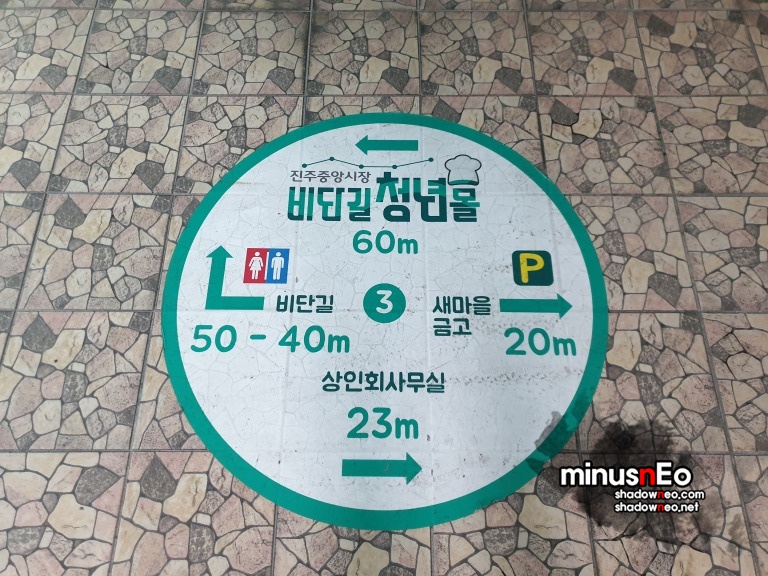 진주중앙시장
비단길 청년몰
60m
P
비단길
3
새마을
금고
50 - 40m
20m
상인회사무실
23m
minusnEo
shadowneo.com
shadowneo.net